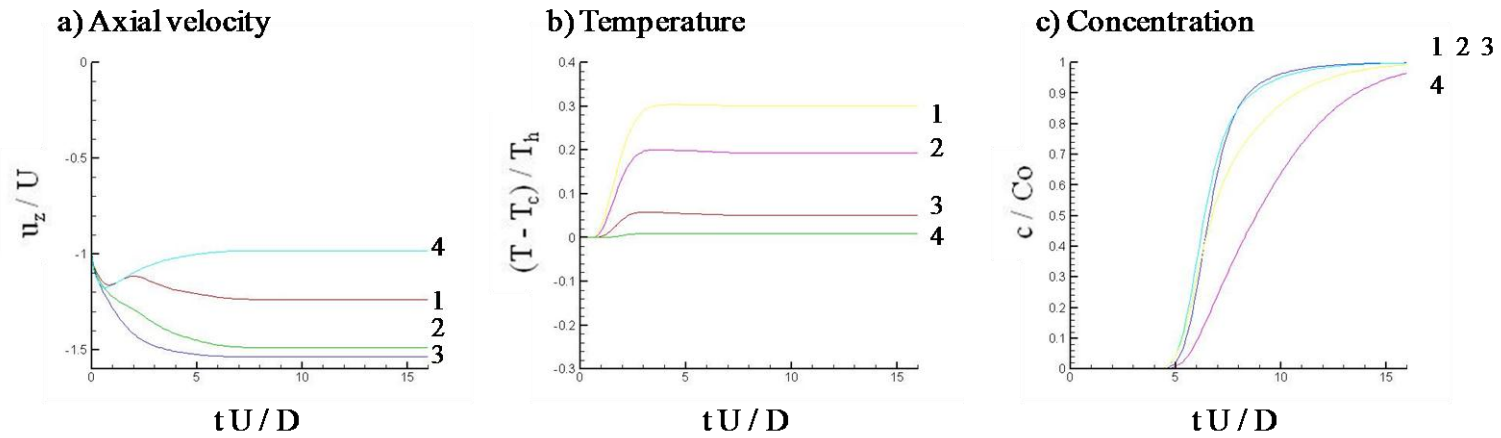 a) Axial velocity
0
-0.5
-1
-1.5
0 5 10 15
u_z / U
t U / D
4
1
2
3
b) Temperature
0.4
0.3
0.2
0.1
0
-0.1
-0.2
-0.3
0 5 10 15
(T - T_c) / T_h
t U / D
1
2
3
4
c) Concentration
1
0.9
0.8
0.7
0.6
0.5
0.4
0.3
0.2
0.1
0
0 5 10 15
c / Co
t U / D
1 2 3
4